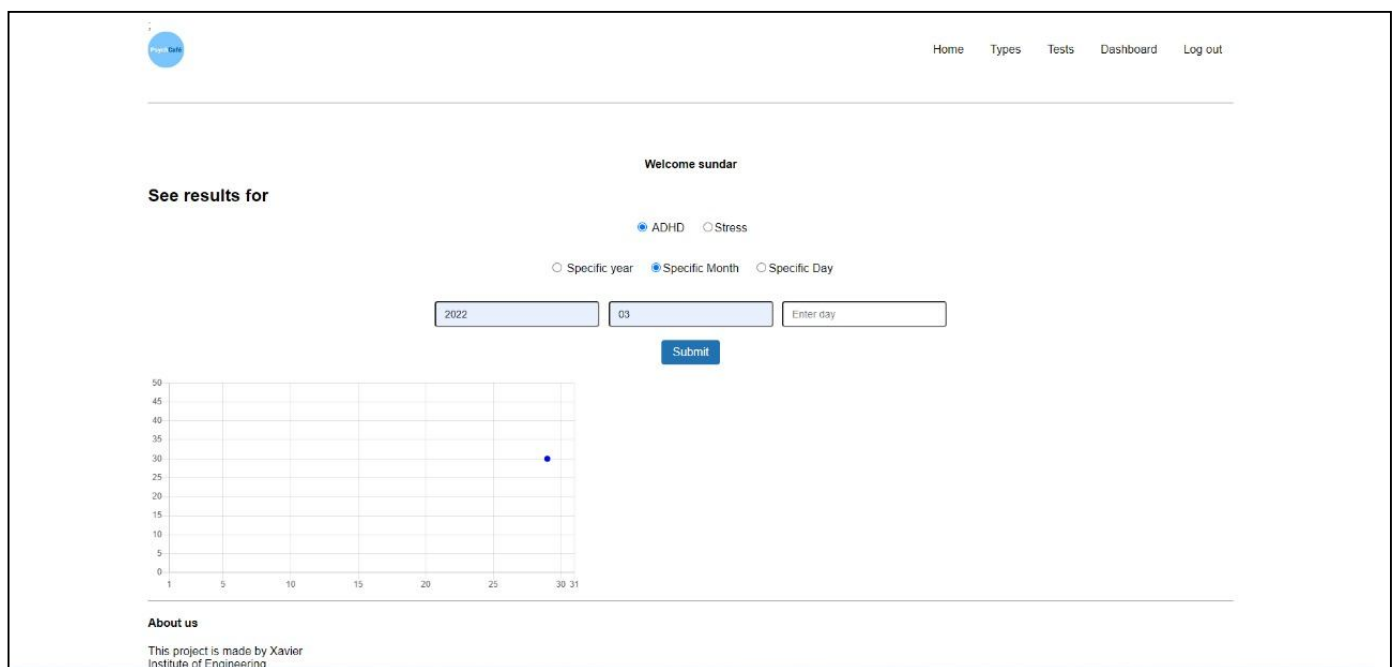 ;
Psych Café
Home Types Tests Dashboard Log out
Welcome sundar
See results for
ADHD Stress
Specific year Specific Month Specific Day
2022 03 Enter day
Submit
50
45
40
35
30
25
20
15
10
5
0
1 5 10 15 20 25 30 31
About us
This project is made by Xavier
Institute of Engineering